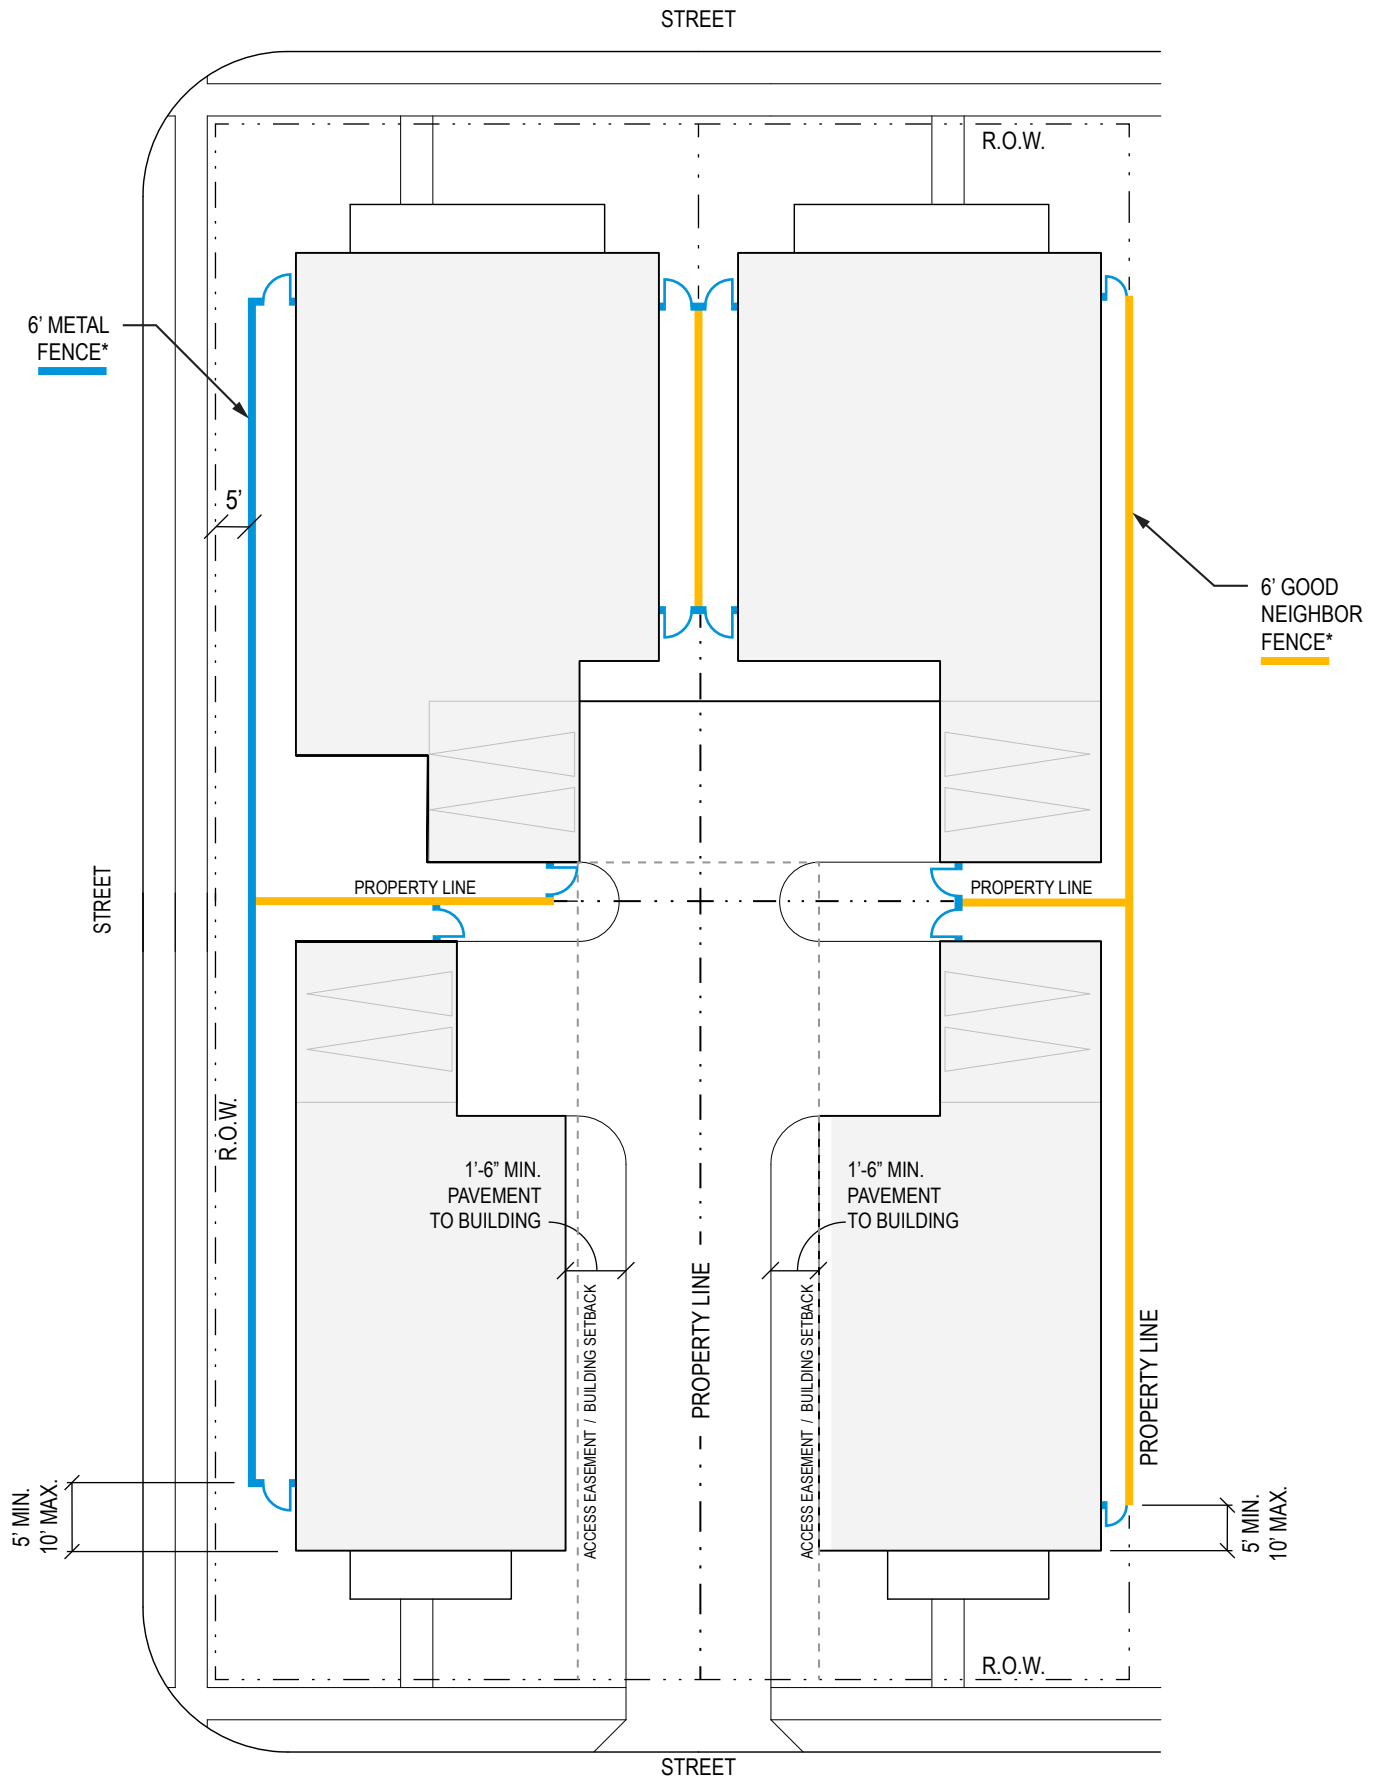 STREET
R.O.W.
6’ METAL
FENCE*
5’
6’ GOOD
NEIGHBOR
FENCE*
STREET
PROPERTY LINE
PROPERTY LINE
R.O.W.
1’-6” MIN.
PAVEMENT
TO BUILDING
1’-6” MIN.
PAVEMENT
TO BUILDING
ACCESS EASEMENT / BUILDING SETBACK
PROPERTY LINE
ACCESS EASEMENT / BUILDING SETBACK
PROPERTY LINE
5’ MIN.
10’ MAX.
5’ MIN.
10’ MAX.
R.O.W.
STREET